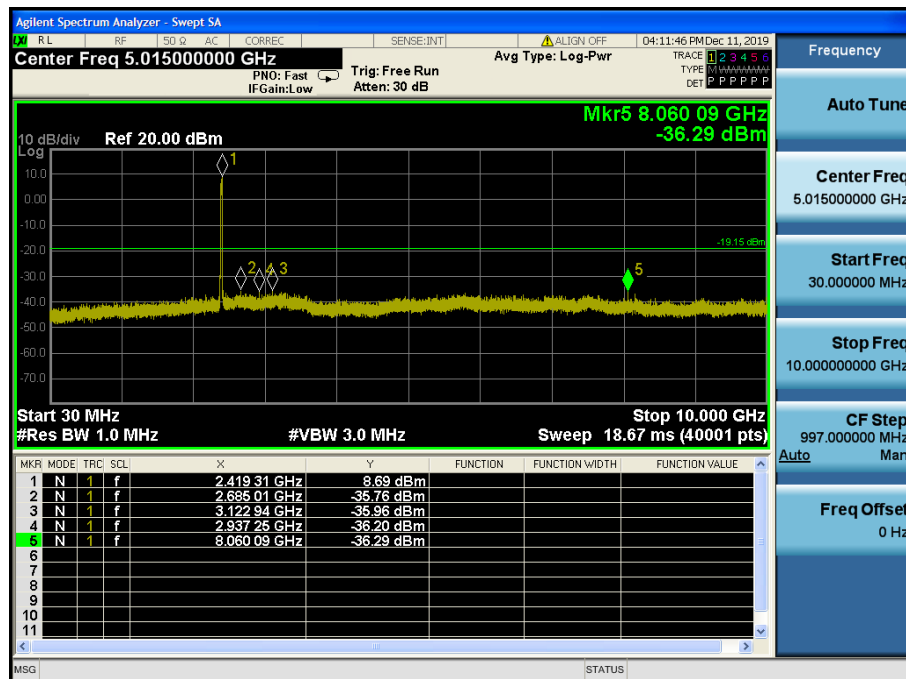 Agilent Spectrum Analyzer - Swept SA
LXI RL RF 50 Ω AC CORREC SENSE:INT ALIGN OFF 04:11:46 PM Dec 11, 2019
Center Freq 5.015000000 GHz
PNO: Fast
IFGain:Low
Trig: Free Run
Atten: 30 dB
Avg Type: Log-Pwr
TRACE 1 2 3 4 5 6
TYPE M WWWWW
DET P P P P P P
Mkr5 8.060 09 GHz
-36.29 dBm
10 dB/div Ref 20.00 dBm
Log
10.0
0.00
-10.0
-20.0
-30.0
-40.0
-50.0
-60.0
-70.0
1
2
4
3
5
-19.15 dBm
Start 30 MHz
Stop 10.000 GHz
#Res BW 1.0 MHz
#VBW 3.0 MHz
Sweep 18.67 ms (40001 pts)
MKR MODE TRC SCL X Y FUNCTION FUNCTION WIDTH FUNCTION VALUE
1 N 1 f 2.419 31 GHz 8.69 dBm
2 N 1 f 2.685 01 GHz -35.76 dBm
3 N 1 f 3.122 94 GHz -35.96 dBm
4 N 1 f 2.937 25 GHz -36.20 dBm
5 N 1 f 8.060 09 GHz -36.29 dBm
6
7
8
9
10
11
MSG
STATUS
Frequency
Auto Tune
Center Freq
5.015000000 GHz
Start Freq
30.000000 MHz
Stop Freq
10.000000000 GHz
CF Step
997.000000 MHz
Auto Man
Freq Offset
0 Hz